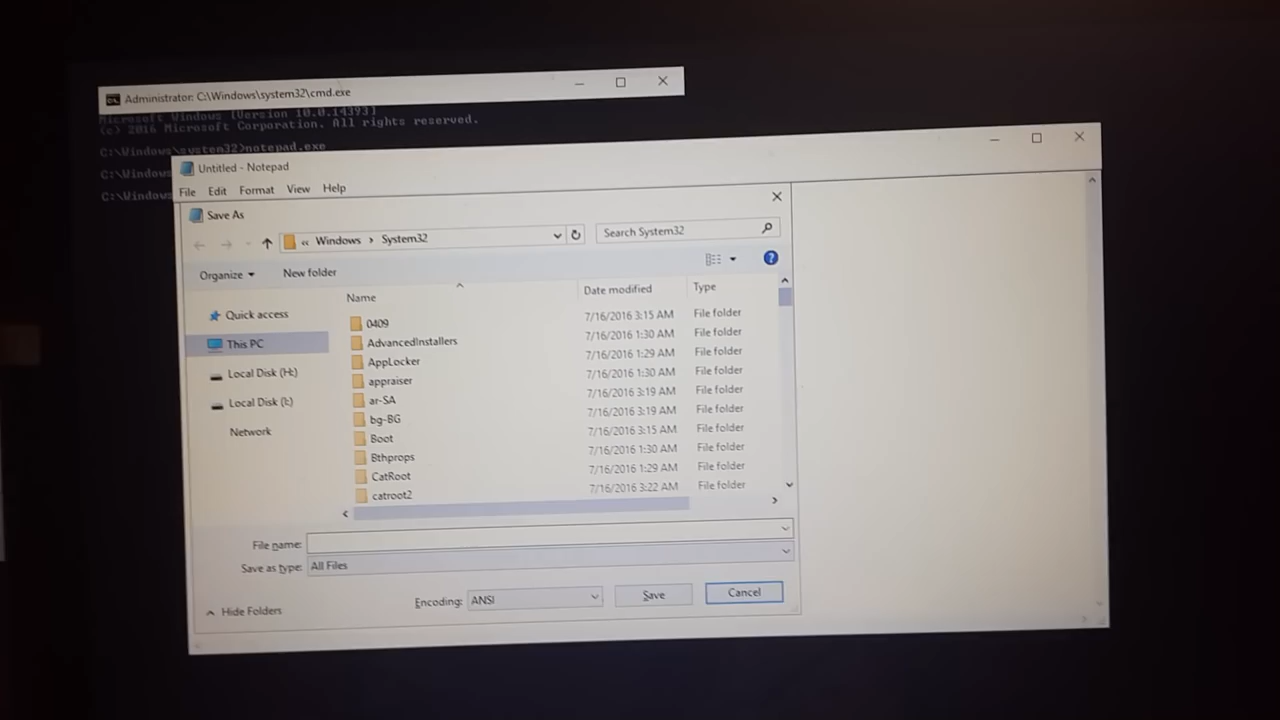 Administrator: C:\Windows\system32\cmd.exe
Microsoft Windows [Version 10.0.14393]
(c) 2016 Microsoft Corporation. All rights reserved.
C:\Windows\system32>notepad.exe
C:\Windows
C:\Windows
Untitled - Notepad
File Edit Format View Help
Save As
« Windows › System32
Search System32
Organize New folder
Name Date modified Type
Quick access
This PC
Local Disk (H:)
Local Disk (I:)
Network
0409 7/16/2016 3:15 AM File folder
AdvancedInstallers 7/16/2016 1:30 AM File folder
AppLocker 7/16/2016 1:29 AM File folder
appraiser 7/16/2016 1:30 AM File folder
ar-SA 7/16/2016 3:19 AM File folder
bg-BG 7/16/2016 3:19 AM File folder
Boot 7/16/2016 3:15 AM File folder
Bthprops 7/16/2016 1:30 AM File folder
CatRoot 7/16/2016 1:29 AM File folder
catroot2 7/16/2016 3:22 AM File folder
File name:
Save as type: All Files
Hide Folders Encoding: ANSI Save Cancel